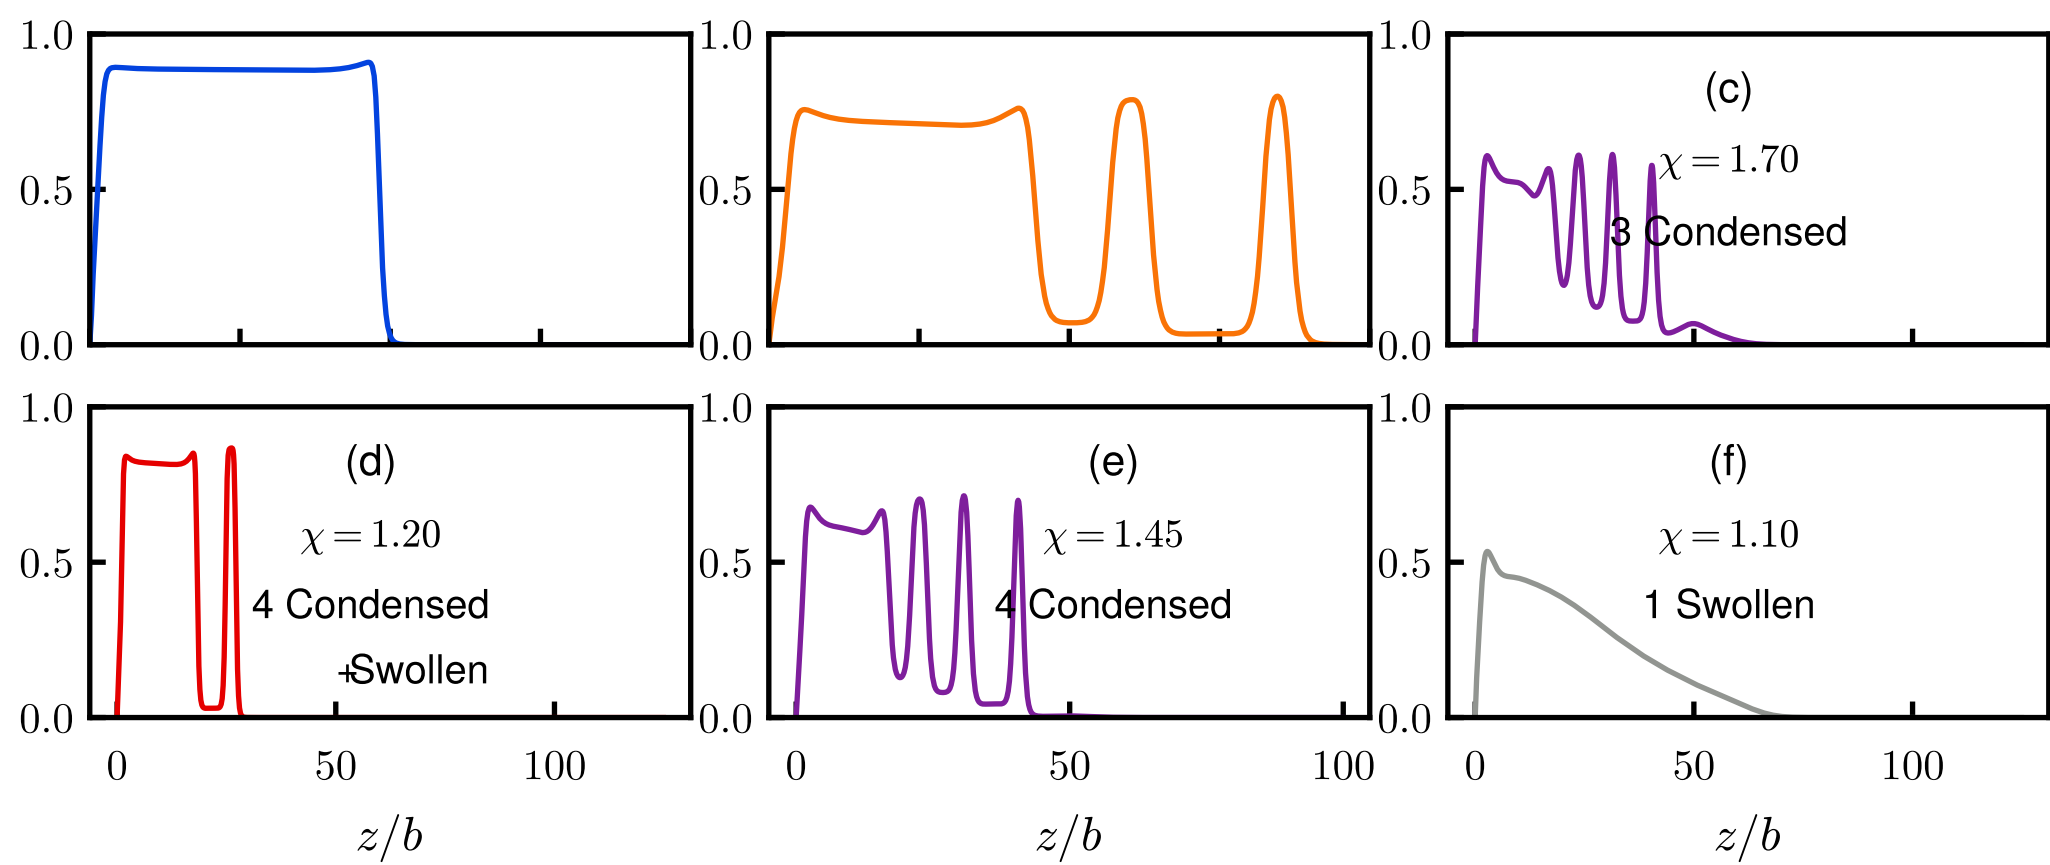 1.0
0.5
0.0
1.0
0.5
0.0
1.0
0.5
0.0
(c)
χ = 1.70
3 Condensed
1.0
0.5
0.0
(d)
χ = 1.20
4 Condensed
+Swollen
0 50 100
z/b
1.0
0.5
0.0
(e)
χ = 1.45
4 Condensed
0 50 100
z/b
1.0
0.5
0.0
(f)
χ = 1.10
1 Swollen
0 50 100
z/b